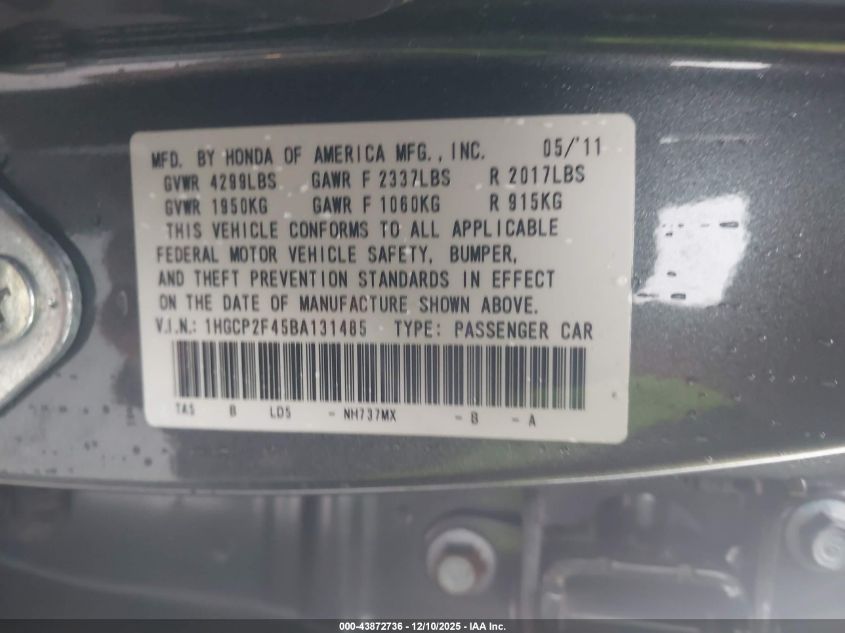 MFD. BY HONDA OF AMERICA MFG., INC. 05/'11
GVWR 4299LBS GAWR F 2337LBS R 2017LBS
GVWR 1950KG GAWR F 1060KG R 915KG
THIS VEHICLE CONFORMS TO ALL APPLICABLE
FEDERAL MOTOR VEHICLE SAFETY, BUMPER,
AND THEFT PREVENTION STANDARDS IN EFFECT
ON THE DATE OF MANUFACTURE SHOWN ABOVE.
V.I.N.: 1HGCP2F45BA131485 TYPE: PASSENGER CAR
TA5 B LD5 - NH737MX - B - A
000-43872736 - 12/10/2025 - IAA Inc.